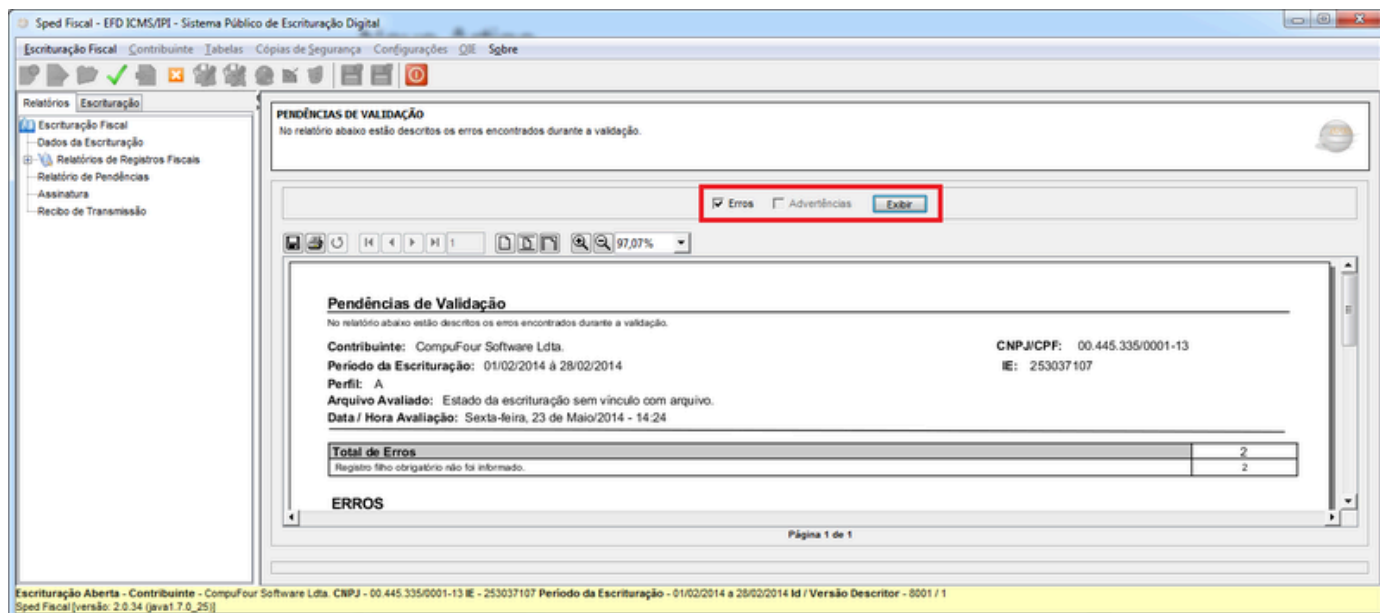 Sped Fiscal - EFD ICMS/IPI - Sistema Público de Escrituração Digital
Escrituração Fiscal Contribuinte Tabelas Cópias de Segurança Configurações QIE Sobre
Relatórios Escrituração
Escrituração Fiscal
Dados da Escrituração
Relatórios de Registros Fiscais
Relatório de Pendências
Assinatura
Recibo de Transmissão
PENDÊNCIAS DE VALIDAÇÃO
No relatório abaixo estão descritos os erros encontrados durante a validação.
Erros Advertências Exibir
1 97,07%
Pendências de Validação
No relatório abaixo estão descritos os erros encontrados durante a validação.
Contribuinte: CompuFour Software Ldta. CNPJ/CPF: 00.445.335/0001-13
Período da Escrituração: 01/02/2014 à 28/02/2014 IE: 253037107
Perfil: A
Arquivo Avaliado: Estado da escrituração sem vínculo com arquivo.
Data / Hora Avaliação: Sexta-feira, 23 de Maio/2014 - 14:24
Total de Erros 2
Registro filho obrigatório não foi informado. 2
ERROS
Página 1 de 1
Escrituração Aberta - Contribuinte - CompuFour Software Ldta. CNPJ - 00.445.335/0001-13 IE - 253037107 Período da Escrituração - 01/02/2014 a 28/02/2014 Id / Versão Descritor - 8001 / 1
Sped Fiscal [versão: 2.0.34 (java1.7.0_25)]